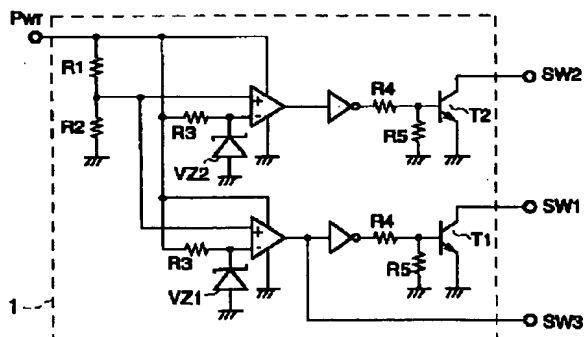 Pwr
R1
R2
R3
+
-
VZ2
R4
R5
T2
SW2
R3
+
-
VZ1
R4
R5
T1
SW1
SW3
1